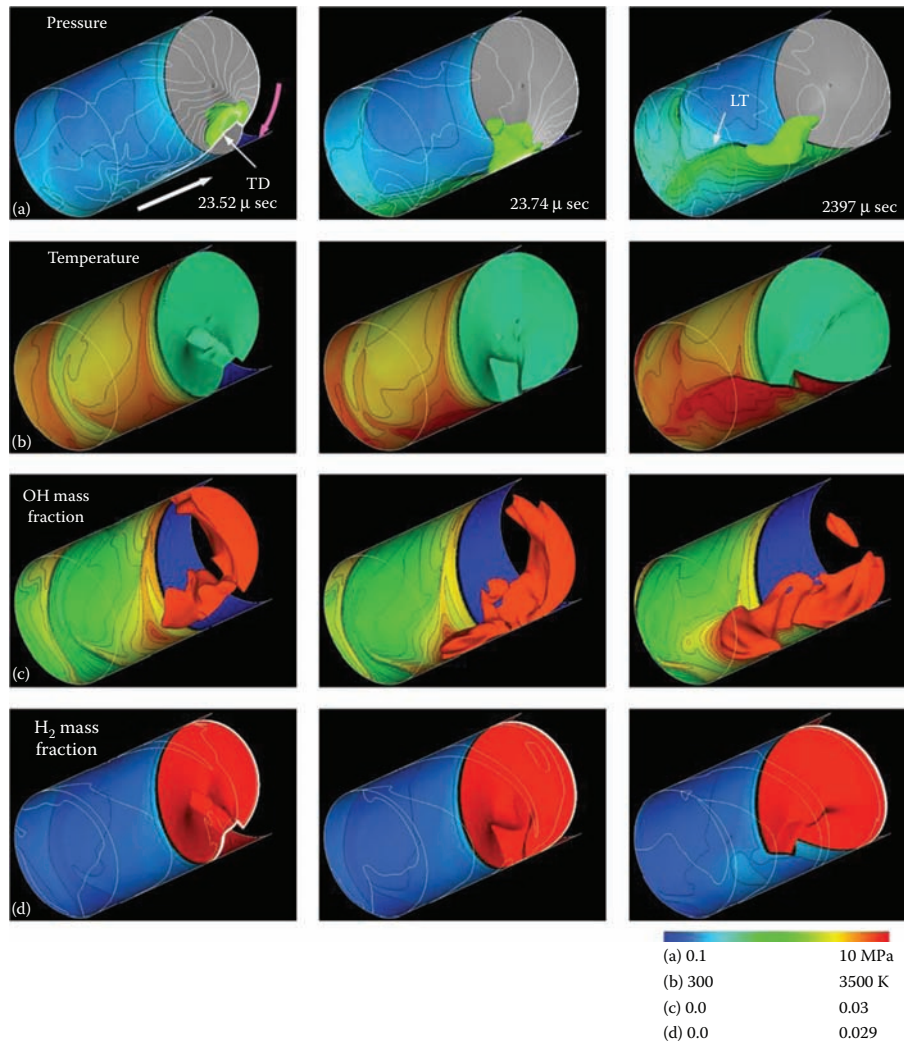 Pressure
LT
TD
23.52 μ sec
23.74 μ sec
2397 μ sec
(a)
Temperature
(b)
OH mass
fraction
(c)
H₂ mass
fraction
(d)
(a) 0.1 10 MPa
(b) 300 3500 K
(c) 0.0 0.03
(d) 0.0 0.029